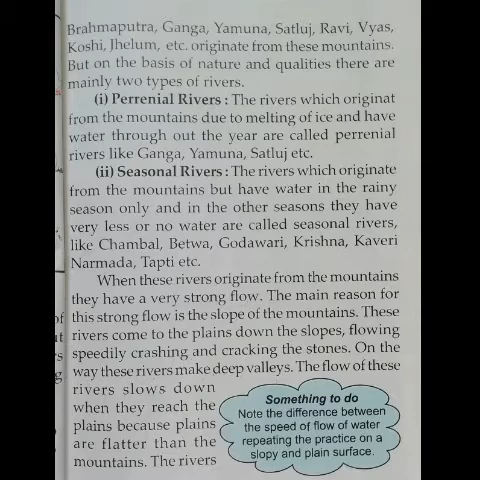 Brahmaputra, Ganga, Yamuna, Satluj, Ravi, Vyas,
Koshi, Jhelum, etc. originate from these mountains.
But on the basis of nature and qualities there are
mainly two types of rivers.
(i) Perrenial Rivers : The rivers which originat
from the mountains due to melting of ice and have
water through out the year are called perrenial
rivers like Ganga, Yamuna, Satluj etc.
(ii) Seasonal Rivers : The rivers which originate
from the mountains but have water in the rainy
season only and in the other seasons they have
very less or no water are called seasonal rivers,
like Chambal, Betwa, Godawari, Krishna, Kaveri
Narmada, Tapti etc.
When these rivers originate from the mountains
they have a very strong flow. The main reason for
this strong flow is the slope of the mountains. These
rivers come to the plains down the slopes, flowing
speedily crashing and cracking the stones. On the
way these rivers make deep valleys. The flow of these
rivers slows down
when they reach the
plains because plains
are flatter than the
mountains. The rivers
Something to do
Note the difference between
the speed of flow of water
repeating the practice on a
slopy and plain surface.